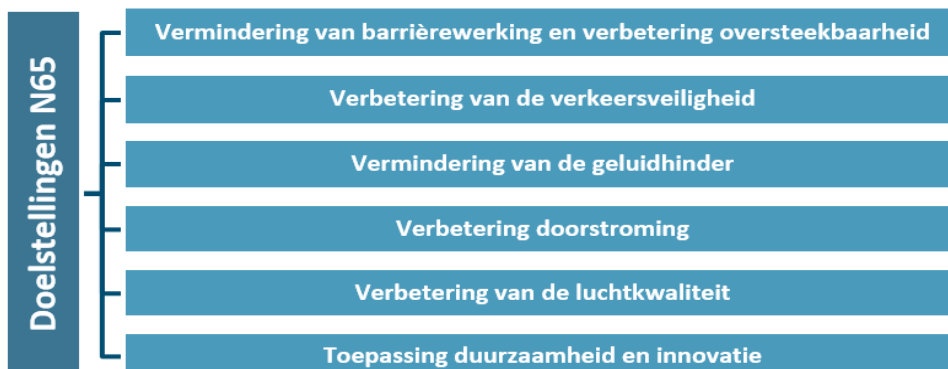 Doelstellingen N65
Vermindering van barrièrewerking en verbetering oversteekbaarheid
Verbetering van de verkeersveiligheid
Vermindering van de geluidhinder
Verbetering doorstroming
Verbetering van de luchtkwaliteit
Toepassing duurzaamheid en innovatie